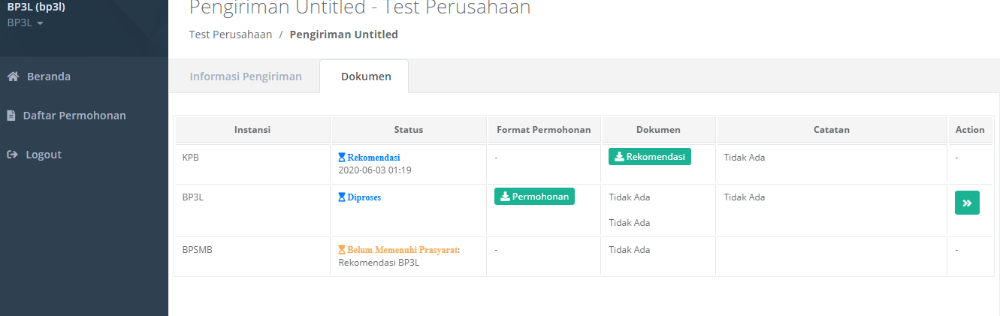 BP3L (bp3l)
BP3L
Beranda
Daftar Permohonan
Logout
Pengiriman Untitled - Test Perusahaan
Test Perusahaan / Pengiriman Untitled
Informasi Pengiriman Dokumen
Instansi Status Format Permohonan Dokumen Catatan Action
KPB Rekomendasi - Rekomendasi Tidak Ada -
2020-06-03 01:19
BP3L Diproses Permohonan Tidak Ada Tidak Ada »
Tidak Ada
BPSMB Belum Memenuhi Prasyarat: - Tidak Ada -
Rekomendasi BP3L